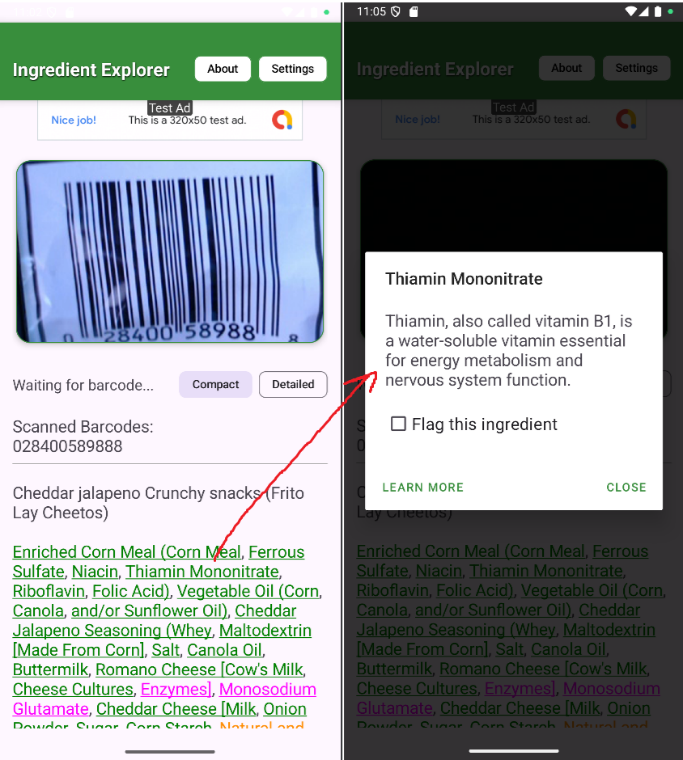 Ingredient Explorer
About
Settings
Test Ad
Nice job!
This is a 320x50 test ad.
0 28400 58988 8
Waiting for barcode...
Compact
Detailed
Scanned Barcodes:
028400589888
Cheddar jalapeno Crunchy snacks (Frito
Lay Cheetos)
Enriched Corn Meal (Corn Meal, Ferrous
Sulfate, Niacin, Thiamin Mononitrate,
Riboflavin, Folic Acid), Vegetable Oil (Corn,
Canola, and/or Sunflower Oil), Cheddar
Jalapeno Seasoning (Whey, Maltodextrin
[Made From Corn], Salt, Canola Oil,
Buttermilk, Romano Cheese [Cow's Milk,
Cheese Cultures, Enzymes], Monosodium
Glutamate, Cheddar Cheese [Milk, Onion
Powder, Sugar, Corn Starch, Natural and
11:05
Ingredient Explorer
About
Settings
Test Ad
Nice job!
This is a 320x50 test ad.
Thiamin Mononitrate
Thiamin, also called vitamin B1, is
a water-soluble vitamin essential
for energy metabolism and
nervous system function.
Flag this ingredient
LEARN MORE
CLOSE
Lay Cheetos)
Enriched Corn Meal (Corn Meal, Ferrous
Sulfate, Niacin, Thiamin Mononitrate,
Riboflavin, Folic Acid), Vegetable Oil (Corn,
Canola, and/or Sunflower Oil), Cheddar
Jalapeno Seasoning (Whey, Maltodextrin
[Made From Corn], Salt, Canola Oil,
Buttermilk, Romano Cheese [Cow's Milk,
Cheese Cultures, Enzymes], Monosodium
Glutamate, Cheddar Cheese [Milk, Onion
Powder, Sugar, Corn Starch, Natural and